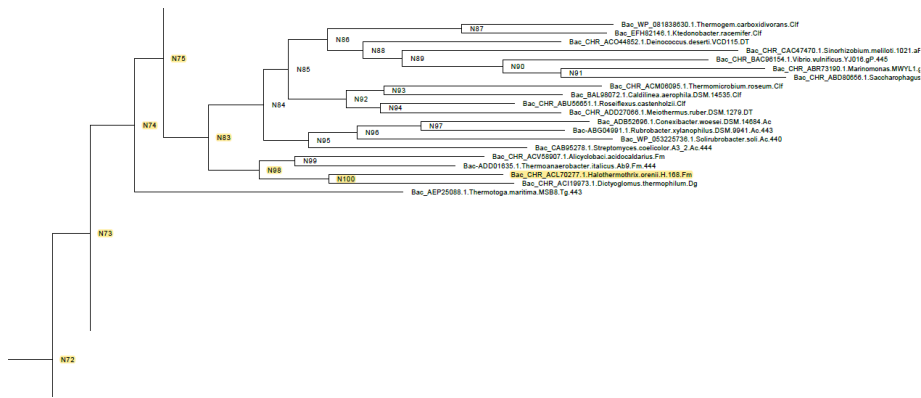 Bac_WP_081838630.1.Thermogem.carboxidivorans.Clf
N87
Bac_EFH82146.1.Ktedonobacter.racemifer.Clf
N86
Bac_CHR_ACO44852.1.Deinococcus.deserti.VCD115.DT
N88
Bac_CHR_CAC47470.1.Sinorhizobium.meliloti.1021.aP
N75
N89
Bac_CHR_BAC96154.1.Vibrio.vulnificus.YJ016.gP.445
N90
Bac_CHR_ABR73190.1.Marinomonas.MWYL1.g
N85
N91
Bac_CHR_ABD80656.1.Saccharophagus
Bac_CHR_ACM06095.1.Thermomicrobium.roseum.Clf
N93
Bac_BAL98072.1.Caldilinea.aerophila.DSM.14535.Clf
N92
Bac_CHR_ABU56651.1.Roseiflexus.castenholzii.Clf
N84
N94
Bac_CHR_ADD27066.1.Meiothermus.ruber.DSM.1279.DT
Bac_ADB52696.1.Conexibacter.woesei.DSM.14684.Ac
N74
N97
N96
Bac-ABG04991.1.Rubrobacter.xylanophilus.DSM.9941.Ac.443
N83
N95
Bac_WP_053225736.1.Solirubrobacter.soli.Ac.440
Bac_CAB95278.1.Streptomyces.coelicolor.A3_2.Ac.444
Bac_CHR_ACV58907.1.Alicyclobaci.acidocaldarius.Fm
N99
Bac-ADD01635.1.Thermoanaerobacter.italicus.Ab9.Fm.444
N98
Bac_CHR_ACL70277.1.Halothermothrix.orenii.H.168.Fm
N100
Bac_CHR_ACI19973.1.Dictyoglomus.thermophilum.Dg
Bac_AEP25088.1.Thermotoga.maritima.MSB8.Tg.443
N73
N72